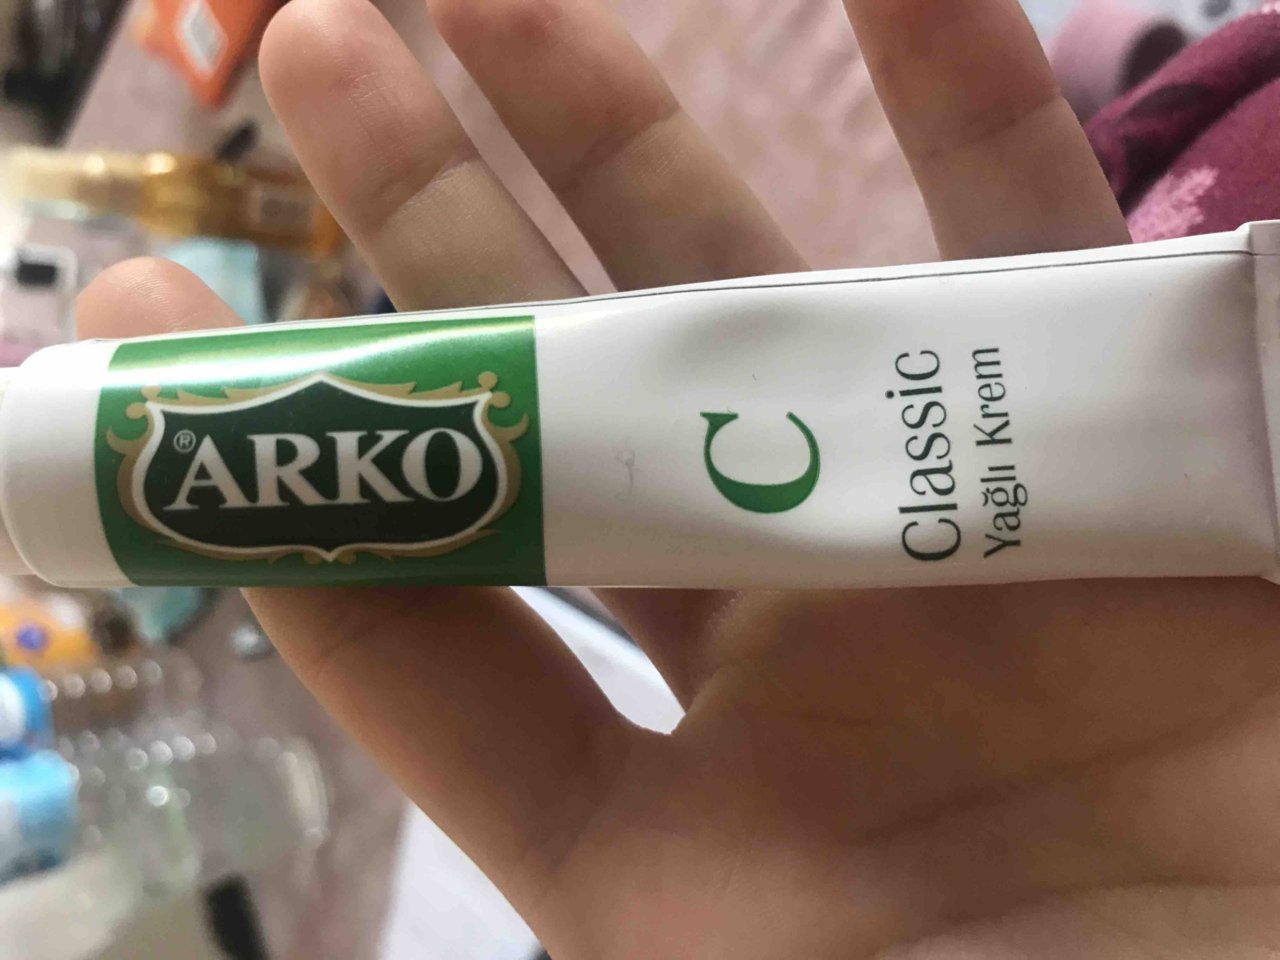 ®ARKO
C
Classic
Yağlı Krem